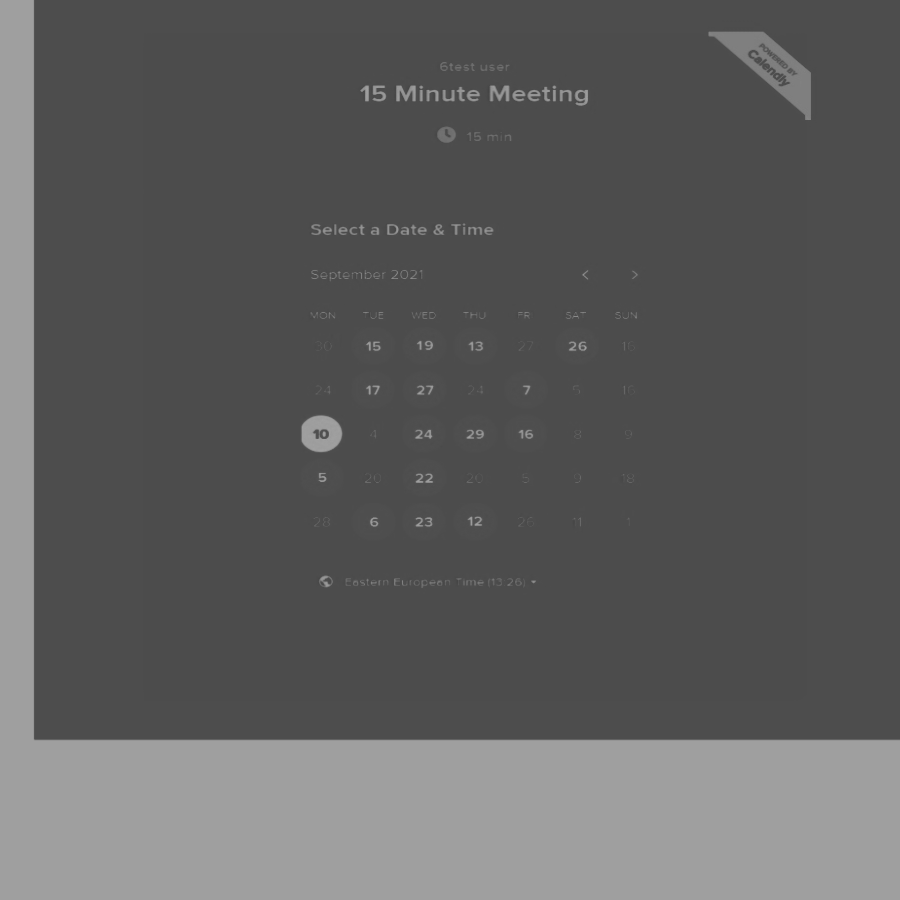 POWERED BY
Calendly
6test user
15 Minute Meeting
15 min
Select a Date & Time
September 2021
MON TUE WED THU FR SAT SUN
30 15 19 13 27 26 10
24 17 27 24 7 5 16
10 4 24 29 16 8 9
5 20 22 20 5 9 18
28 6 23 12 26 11 1
Eastern European Time (13:26)